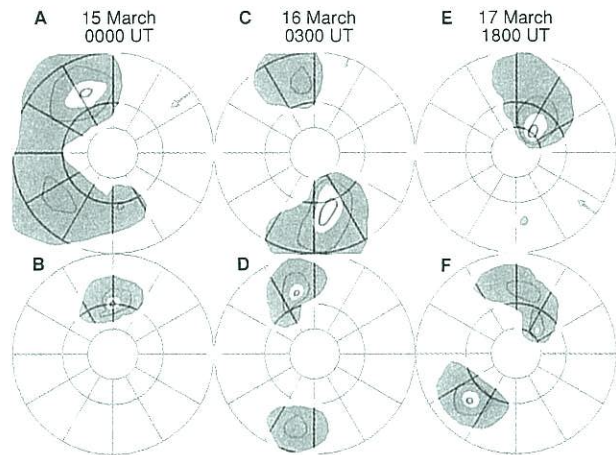 A
15 March
0000 UT
C
16 March
0300 UT
E
17 March
1800 UT
B
D
F